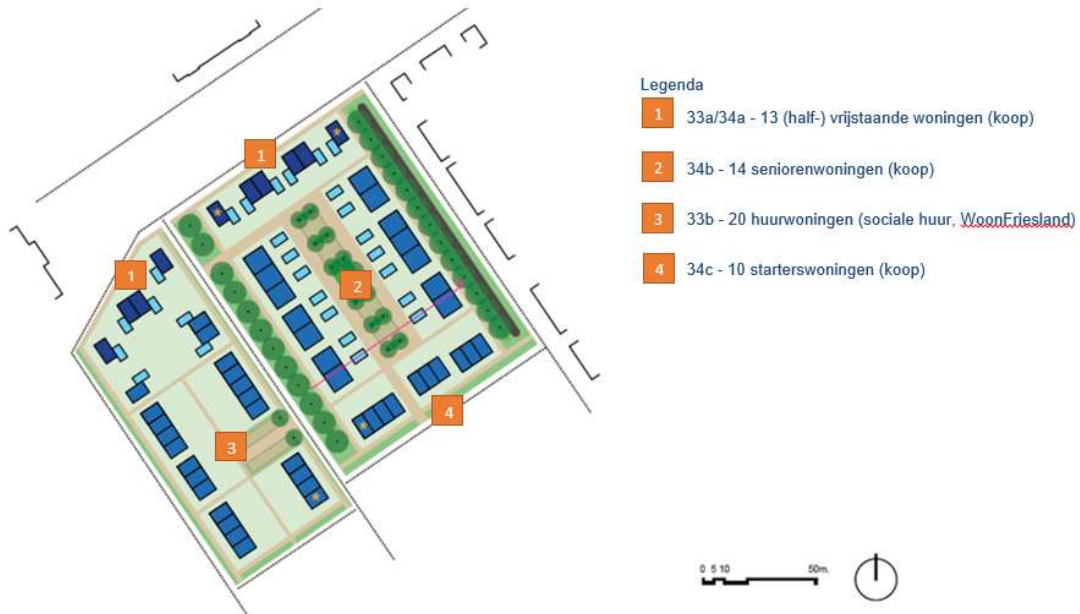 Legenda
1 33a/34a - 13 (half-) vrijstaande woningen (koop)
2 34b - 14 seniorenwoningen (koop)
3 33b - 20 huurwoningen (sociale huur, WoonFriesland)
4 34c - 10 starterswoningen (koop)
1
1
2
3
4
0 5 10 50m.